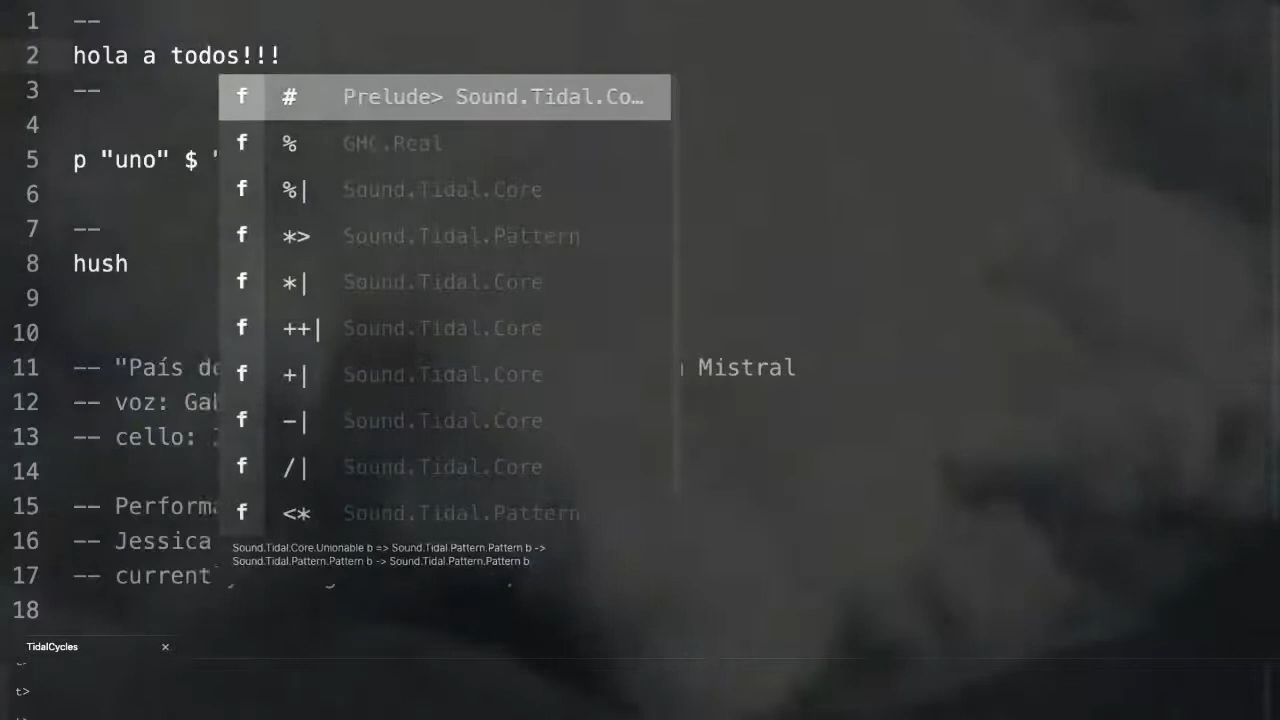 1 --
2 hola a todos!!!
3 --
4
5 p "uno" $ "
6
7 --
8 hush
9
10
11 -- "País de Mistral
12 -- voz: Gab
13 -- cello:
14
15 -- Performa
16 -- Jessica
17 -- current
18
f # Prelude> Sound.Tidal.Co…
f % GHC.Real
f %| Sound.Tidal.Core
f *> Sound.Tidal.Pattern
f *| Sound.Tidal.Core
f ++| Sound.Tidal.Core
f +| Sound.Tidal.Core
f -| Sound.Tidal.Core
f /| Sound.Tidal.Core
f <* Sound.Tidal.Pattern
Sound.Tidal.Core.Unionable b => Sound.Tidal.Pattern.Pattern b ->
Sound.Tidal.Pattern.Pattern b -> Sound.Tidal.Pattern.Pattern b
TidalCycles ×
t>